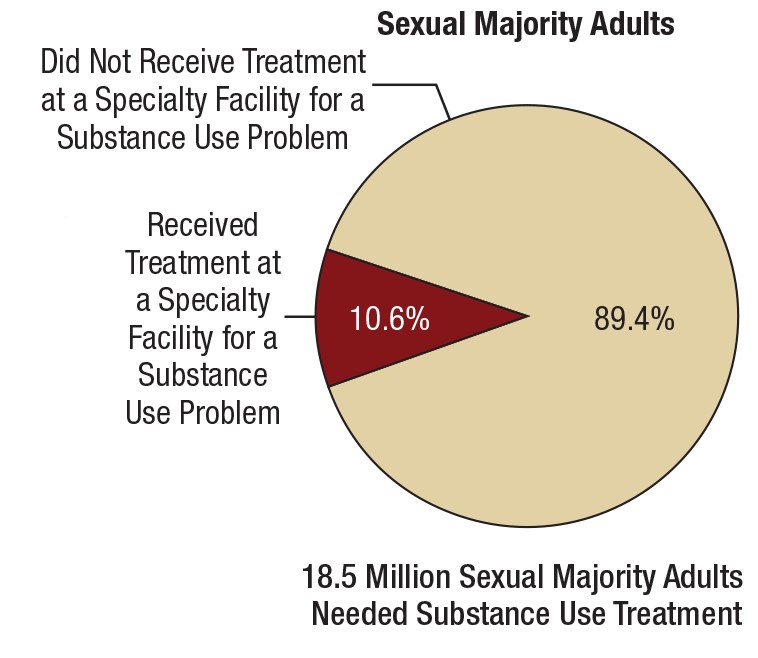 Sexual Majority Adults
Did Not Receive Treatment
at a Specialty Facility for a
Substance Use Problem
Received
Treatment at
a Specialty
Facility for a
Substance
Use Problem
10.6%
89.4%
18.5 Million Sexual Majority Adults
Needed Substance Use Treatment